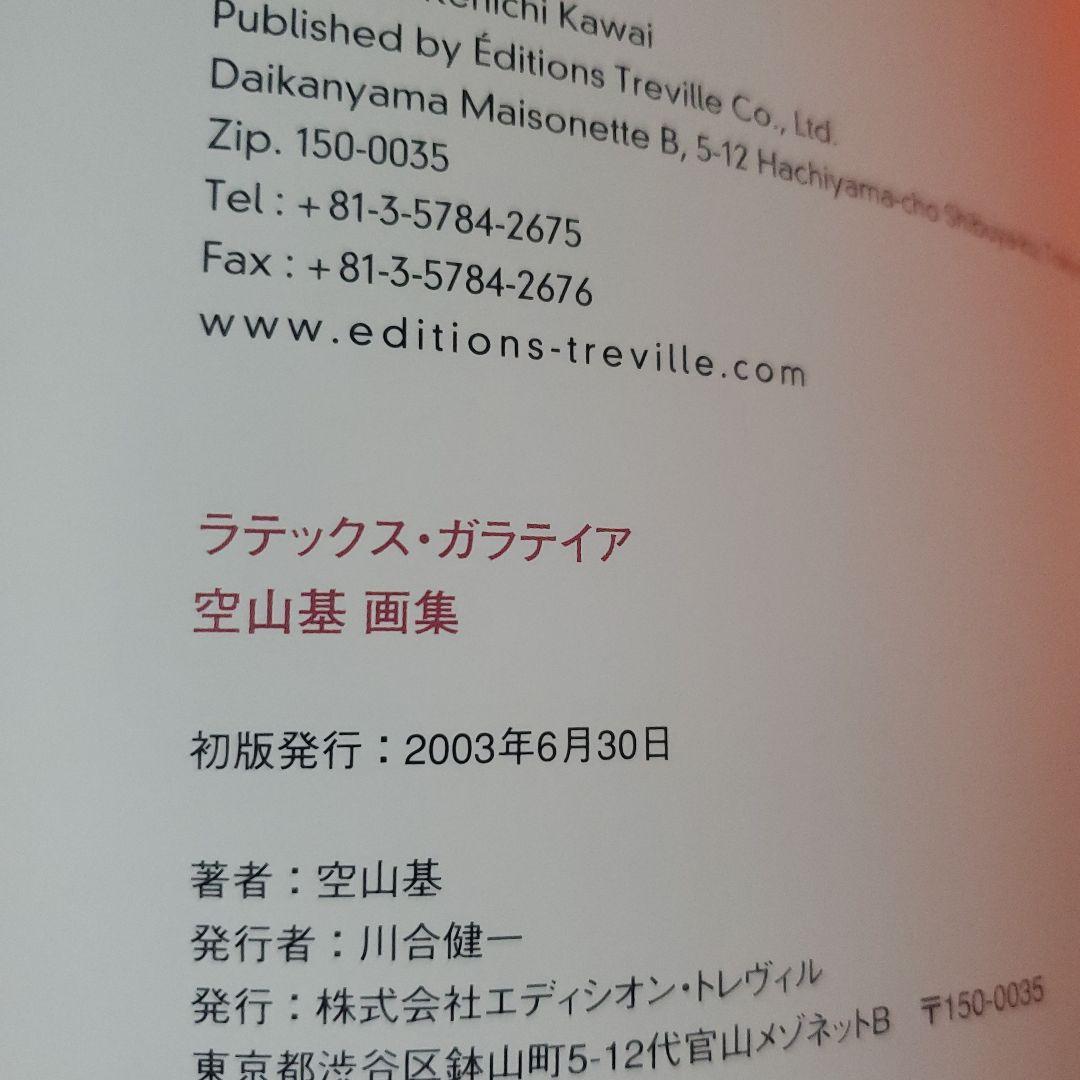 Kawai
Published by Éditions Treville Co., Ltd.
Daikanyama Maisonette B, 5-12 Hachiyama-cho Shibuya-ku
Zip. 150-0035
Tel : +81-3-5784-2675
Fax : +81-3-5784-2676
www.editions-treville.com
ラテックス・ガラテイア
空山基 画集
初版発行：2003年6月30日
著者：空山基
発行者：川合健一
発行：株式会社エディシオン・トレヴィル
東京都渋谷区鉢山町5-12代官山メゾネットB 〒150-0035